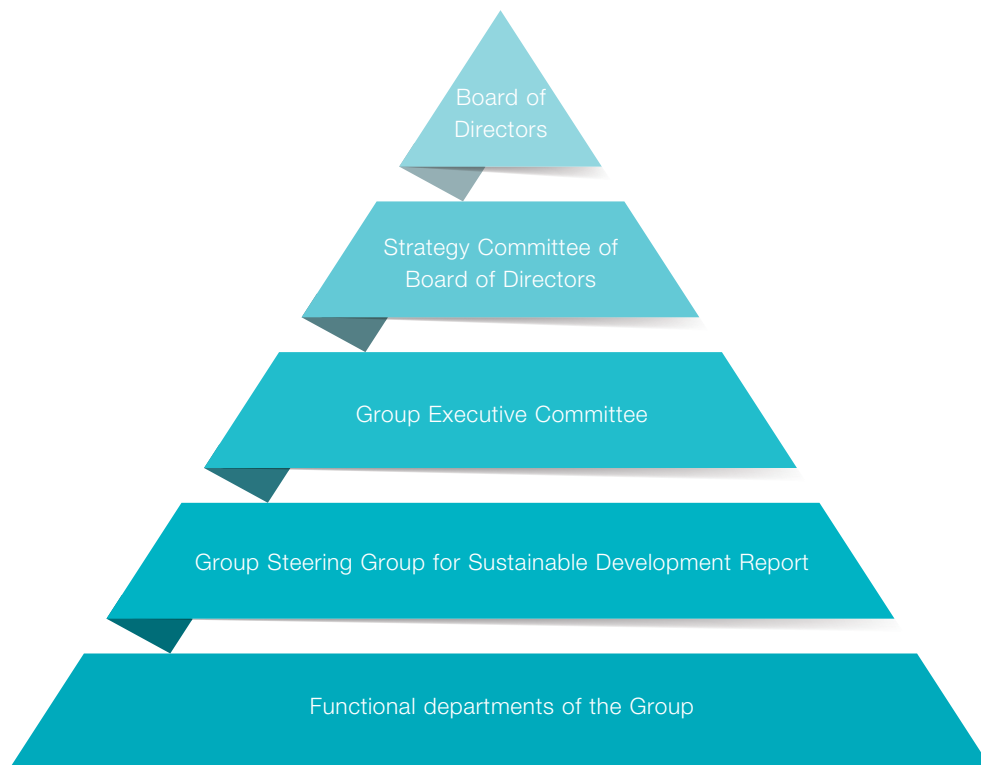 Board of
Directors
Strategy Committee of
Board of Directors
Group Executive Committee
Group Steering Group for Sustainable Development Report
Functional departments of the Group